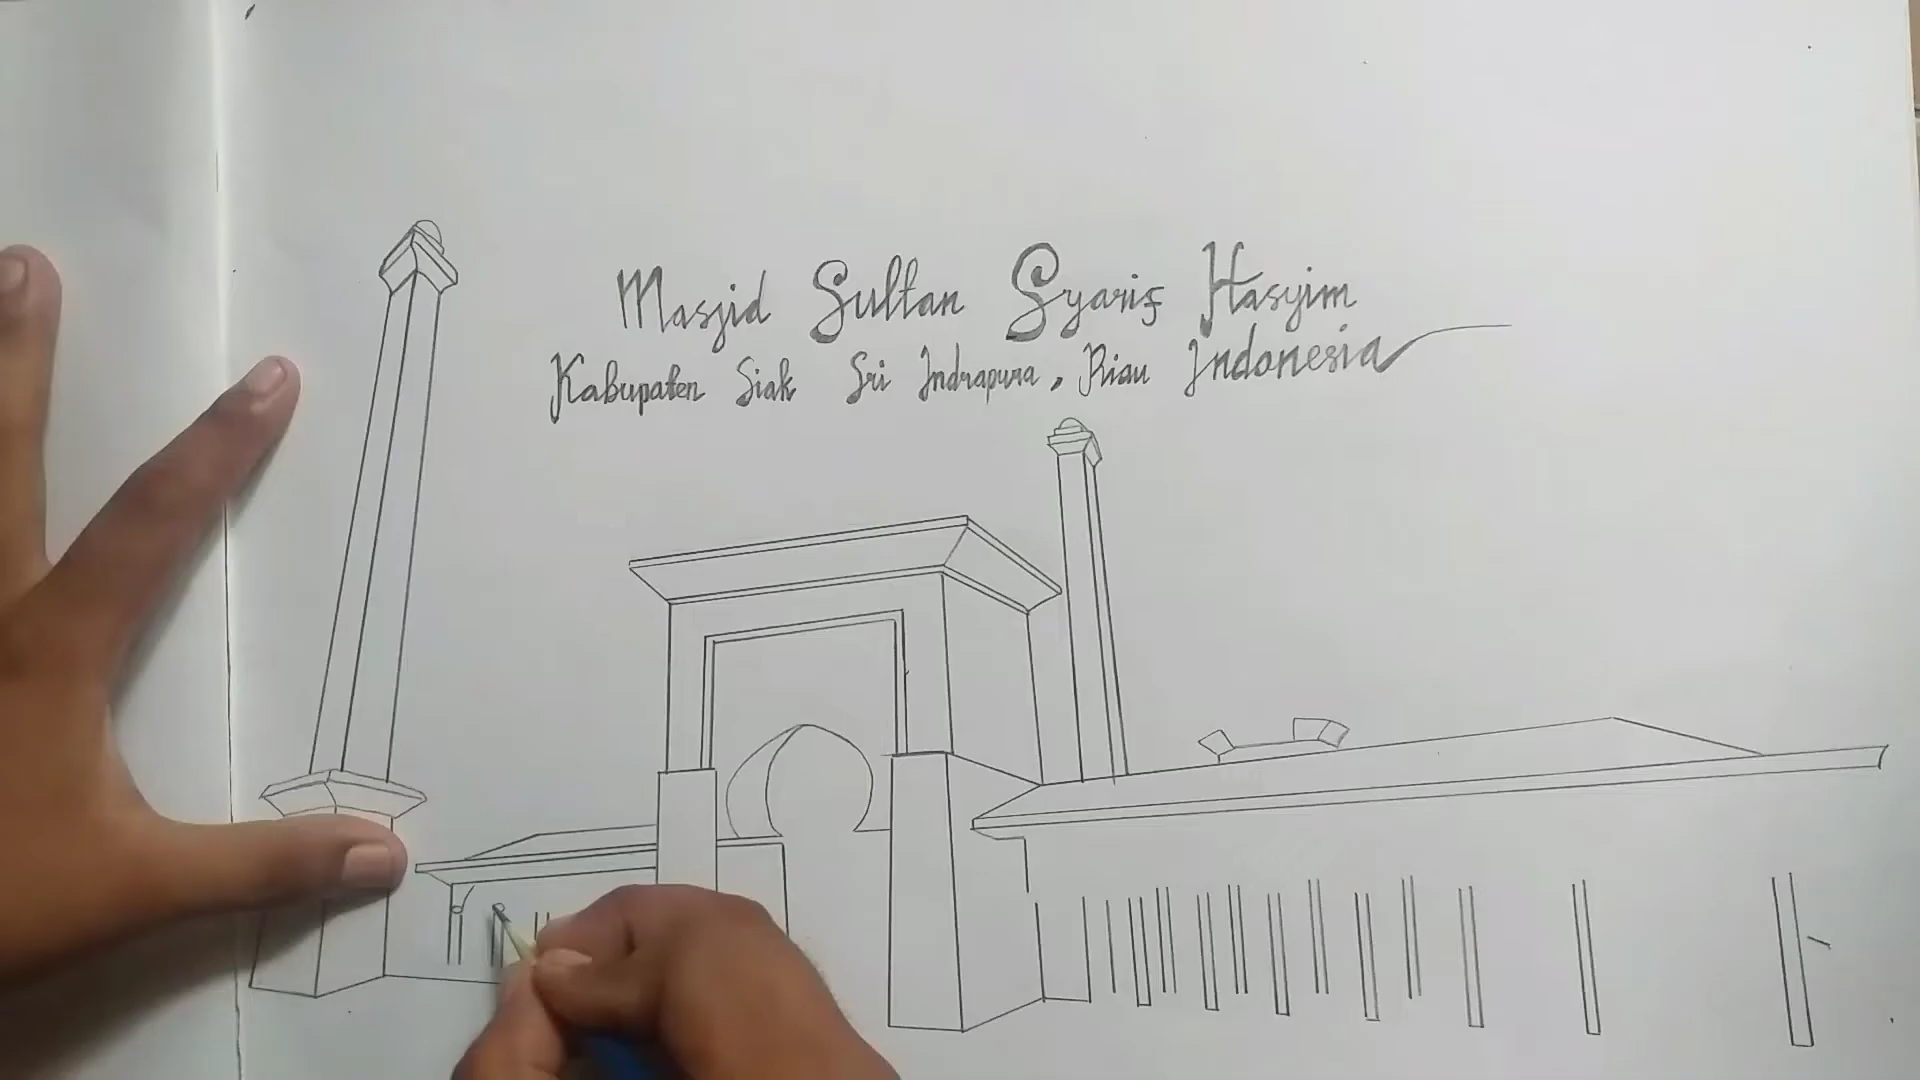 Masjid Sultan Syarif Hasyim
Kabupaten Siak Sri Indrapura, Riau Indonesia